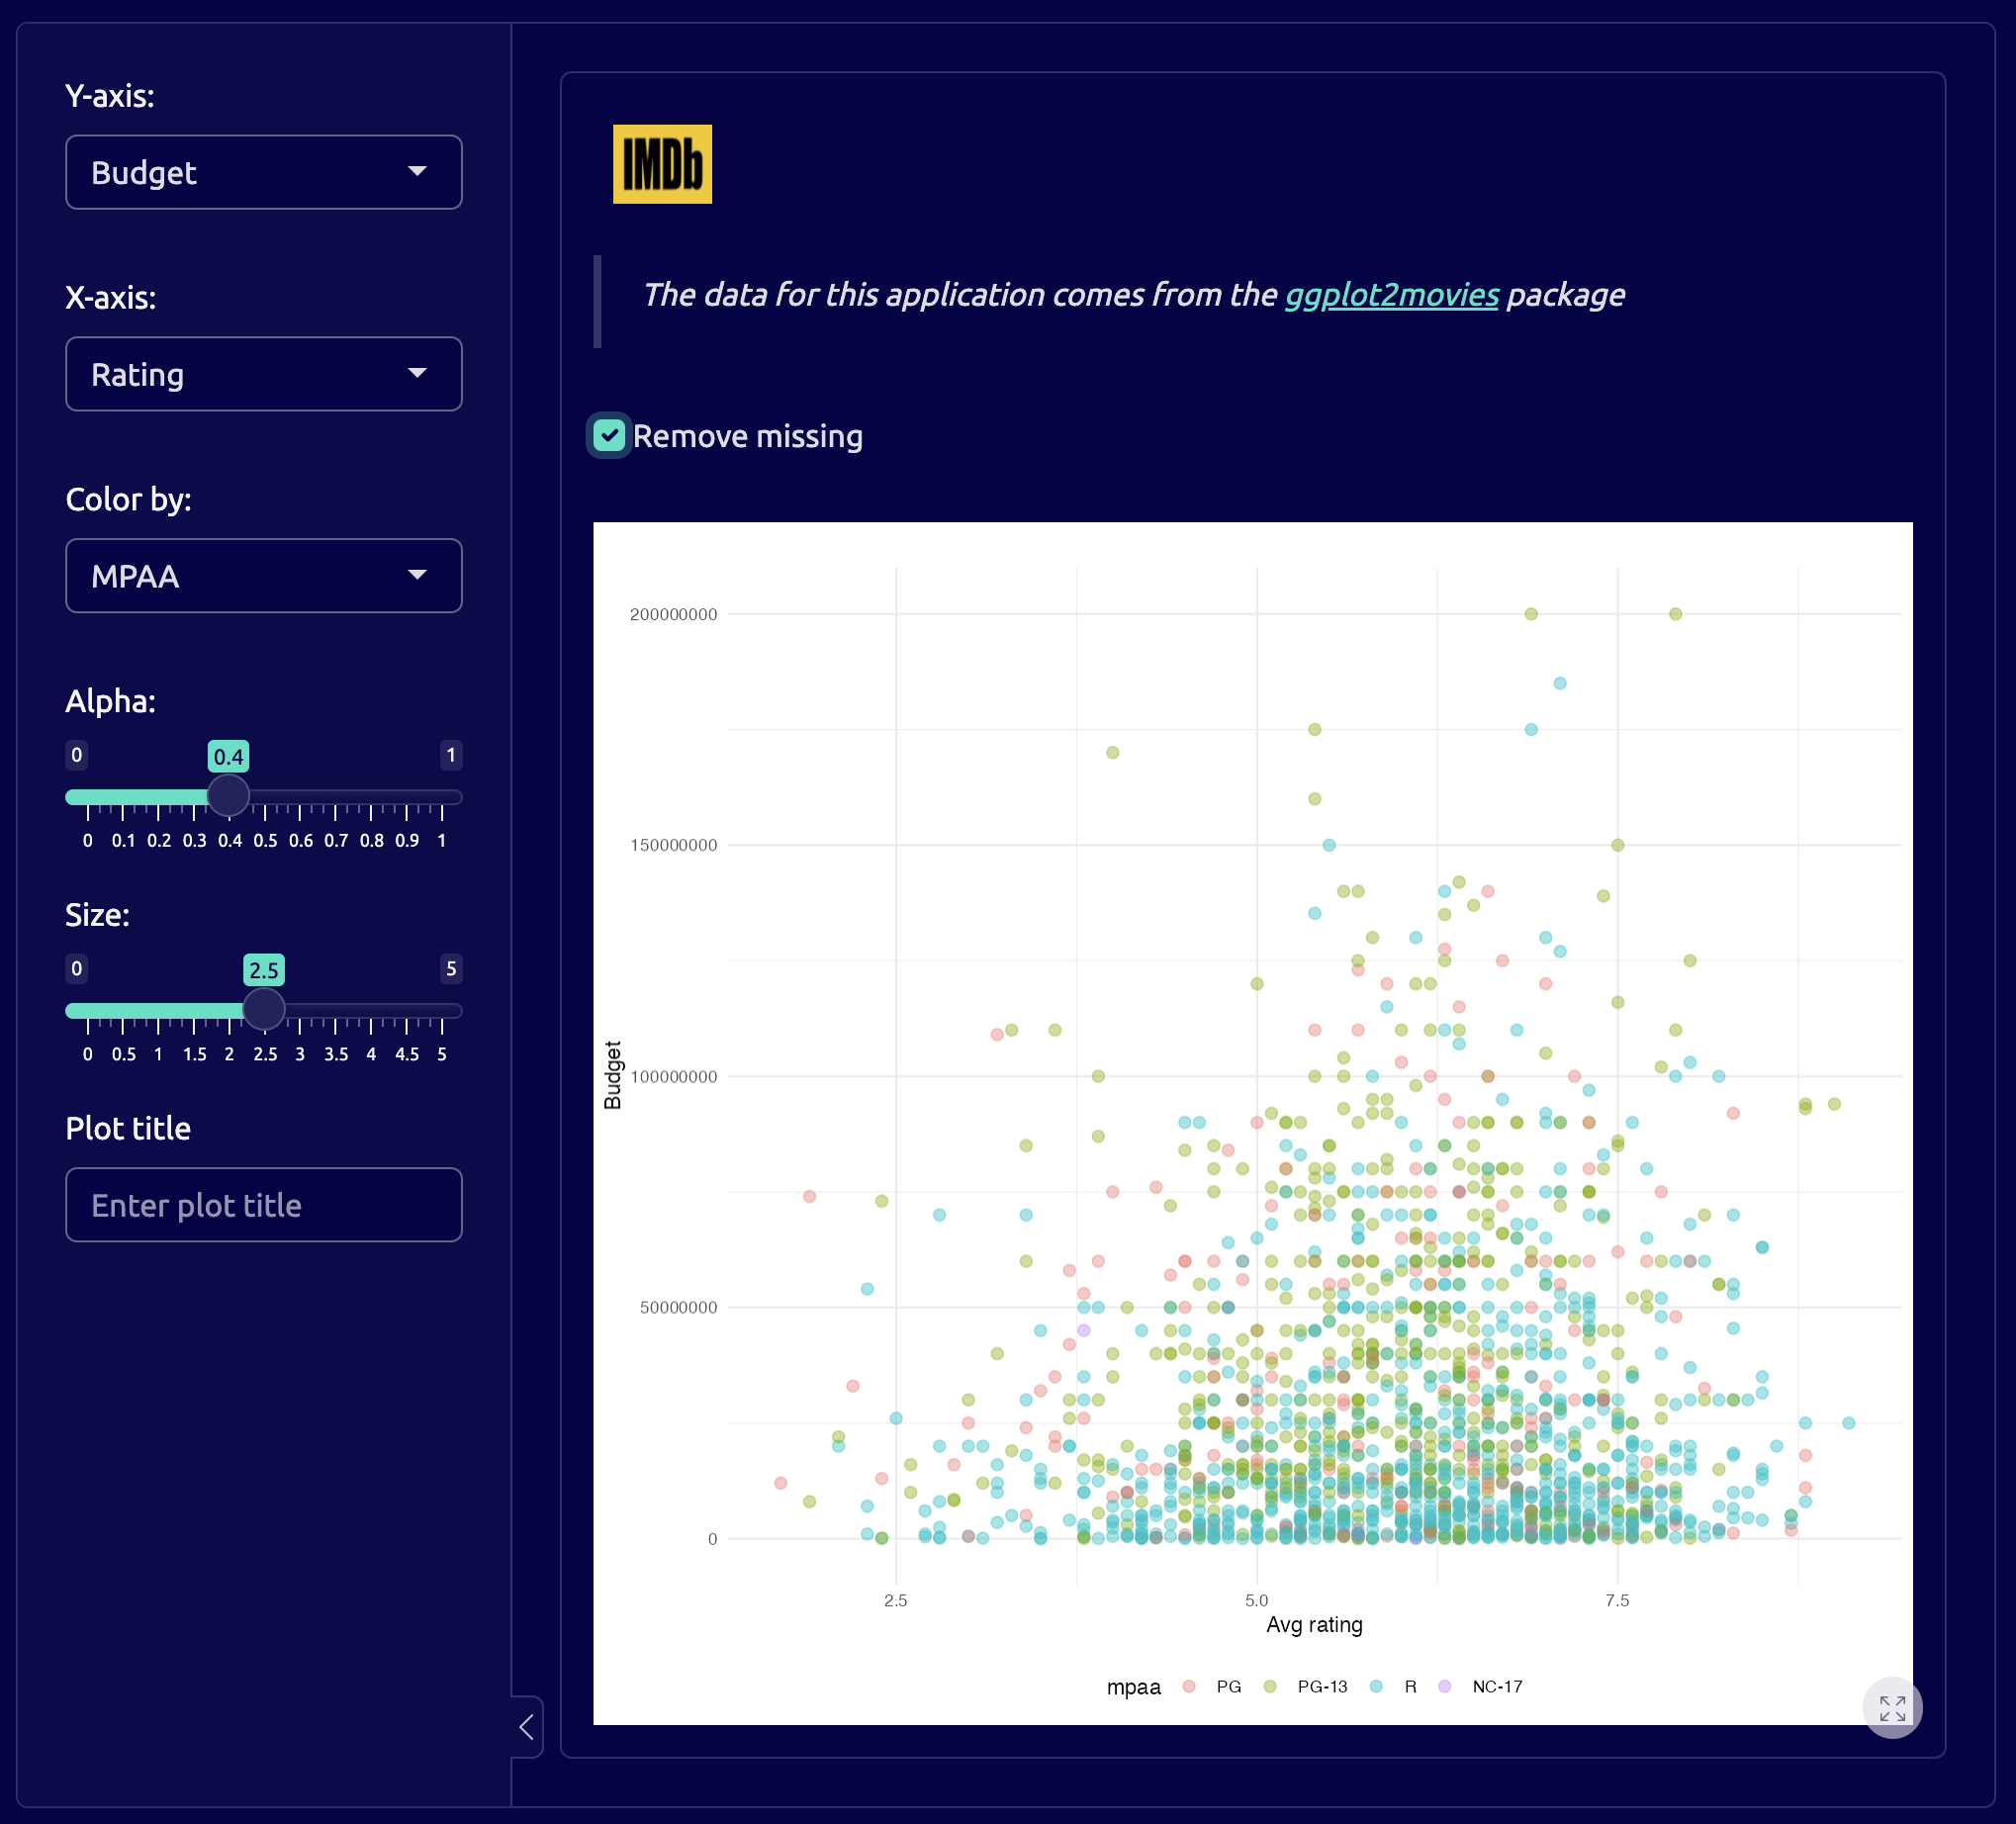 Y-axis:
Budget
X-axis:
Rating
Color by:
MPAA
Alpha:
0 0.4 1
0 0.1 0.2 0.3 0.4 0.5 0.6 0.7 0.8 0.9 1
Size:
0 2.5 5
0 0.5 1 1.5 2 2.5 3 3.5 4 4.5 5
Plot title
Enter plot title
IMDb
The data for this application comes from the ggplot2movies package
Remove missing
200000000
150000000
100000000
50000000
0
Budget
2.5 5.0 7.5
Avg rating
mpaa PG PG-13 R NC-17